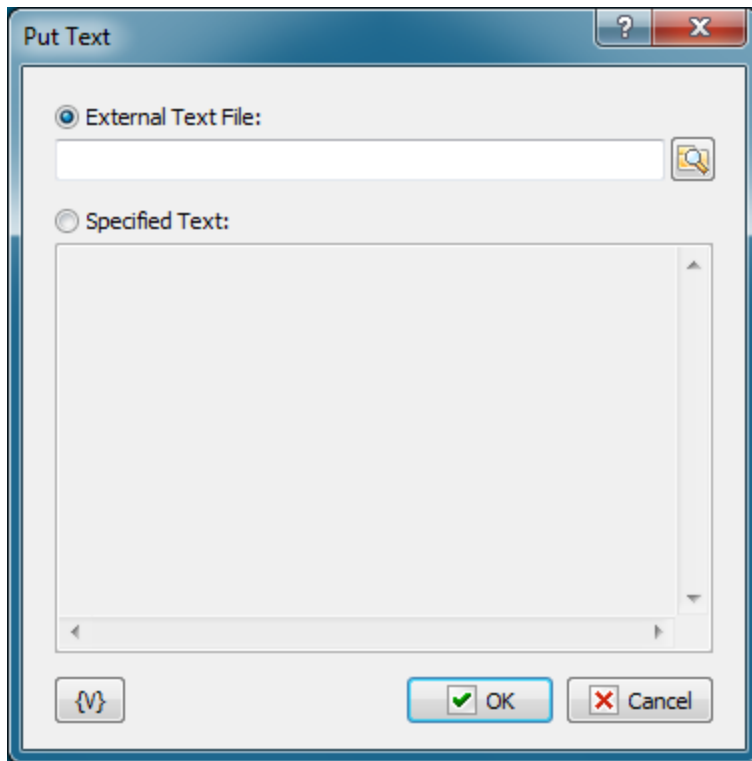 Put Text
?
External Text File:
Specified Text:
{V}
OK
Cancel